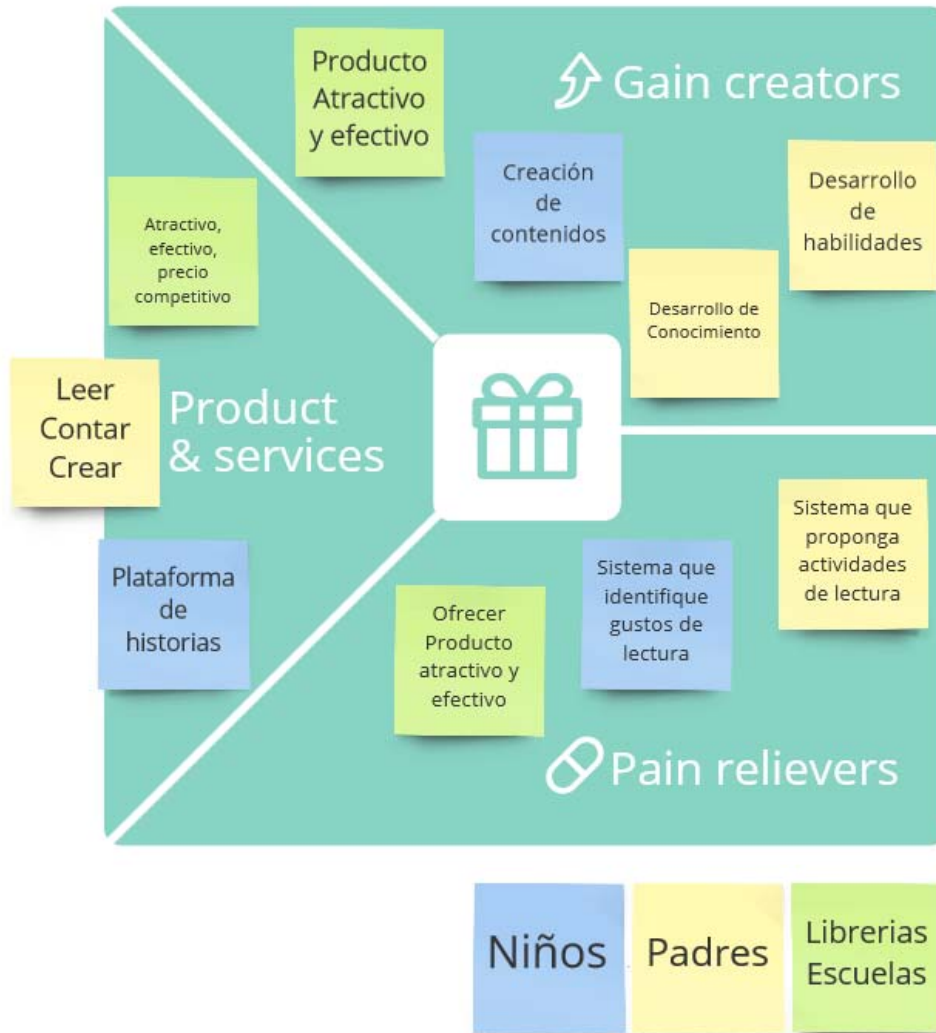 Producto
Atractivo
y efectivo
Gain creators
Creación
de
contenidos
Desarrollo
de
habilidades
Desarrollo de
Conocimiento
Atractivo,
efectivo,
precio
competitivo
Leer
Contar
Crear
Product
& services
Plataforma
de
historias
Ofrecer
Producto
atractivo y
efectivo
Sistema que
identifique
gustos de
lectura
Sistema que
proponga
actividades
de lectura
Pain relievers
Niños
Padres
Librerias
Escuelas